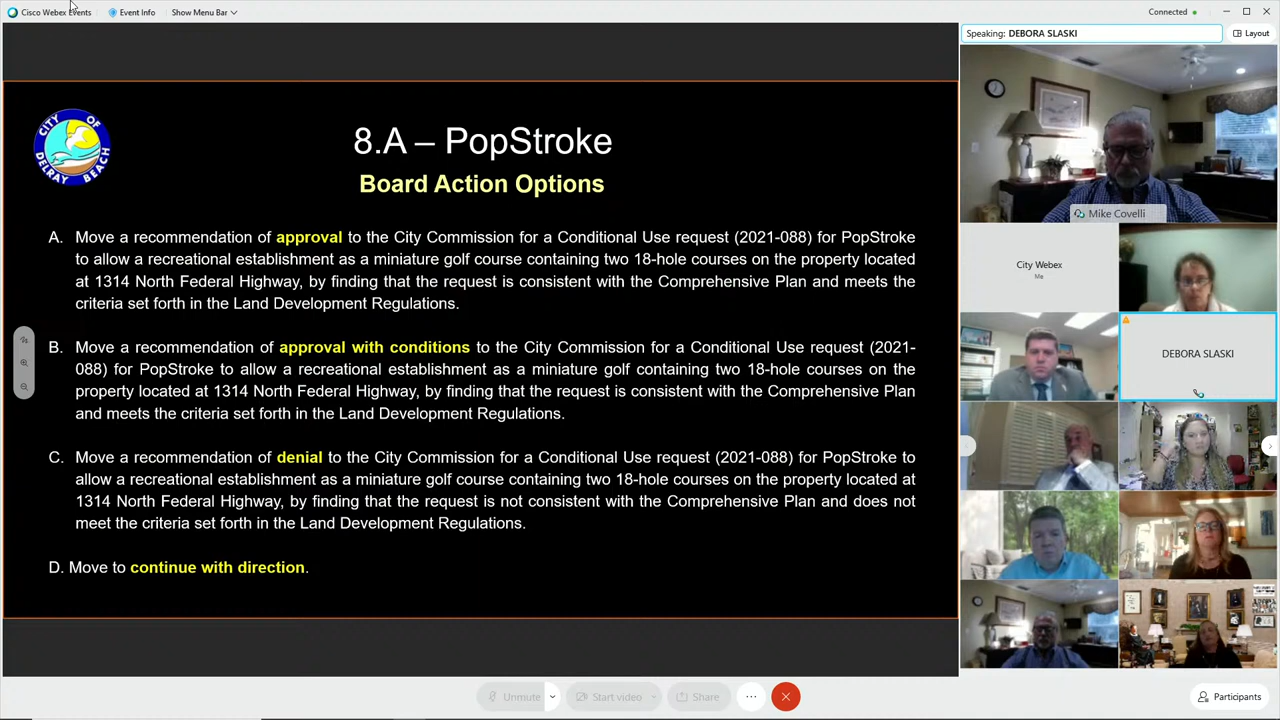 Cisco Webex Events
Event Info
Show Menu Bar
Connected
Speaking: DEBORA SLASKI
Layout
CITY OF
DELRAY BEACH
8.A – PopStroke
Board Action Options
A. Move a recommendation of approval to the City Commission for a Conditional Use request (2021-088) for PopStroke
to allow a recreational establishment as a miniature golf course containing two 18-hole courses on the property located
at 1314 North Federal Highway, by finding that the request is consistent with the Comprehensive Plan and meets the
criteria set forth in the Land Development Regulations.
B. Move a recommendation of approval with conditions to the City Commission for a Conditional Use request (2021-
088) for PopStroke to allow a recreational establishment as a miniature golf containing two 18-hole courses on the
property located at 1314 North Federal Highway, by finding that the request is consistent with the Comprehensive Plan
and meets the criteria set forth in the Land Development Regulations.
C. Move a recommendation of denial to the City Commission for a Conditional Use request (2021-088) for PopStroke to
allow a recreational establishment as a miniature golf course containing two 18-hole courses on the property located at
1314 North Federal Highway, by finding that the request is not consistent with the Comprehensive Plan and does not
meet the criteria set forth in the Land Development Regulations.
D. Move to continue with direction.
Mike Covelli
City Webex
Me
DEBORA SLASKI
Unmute
Start video
Share
Participants